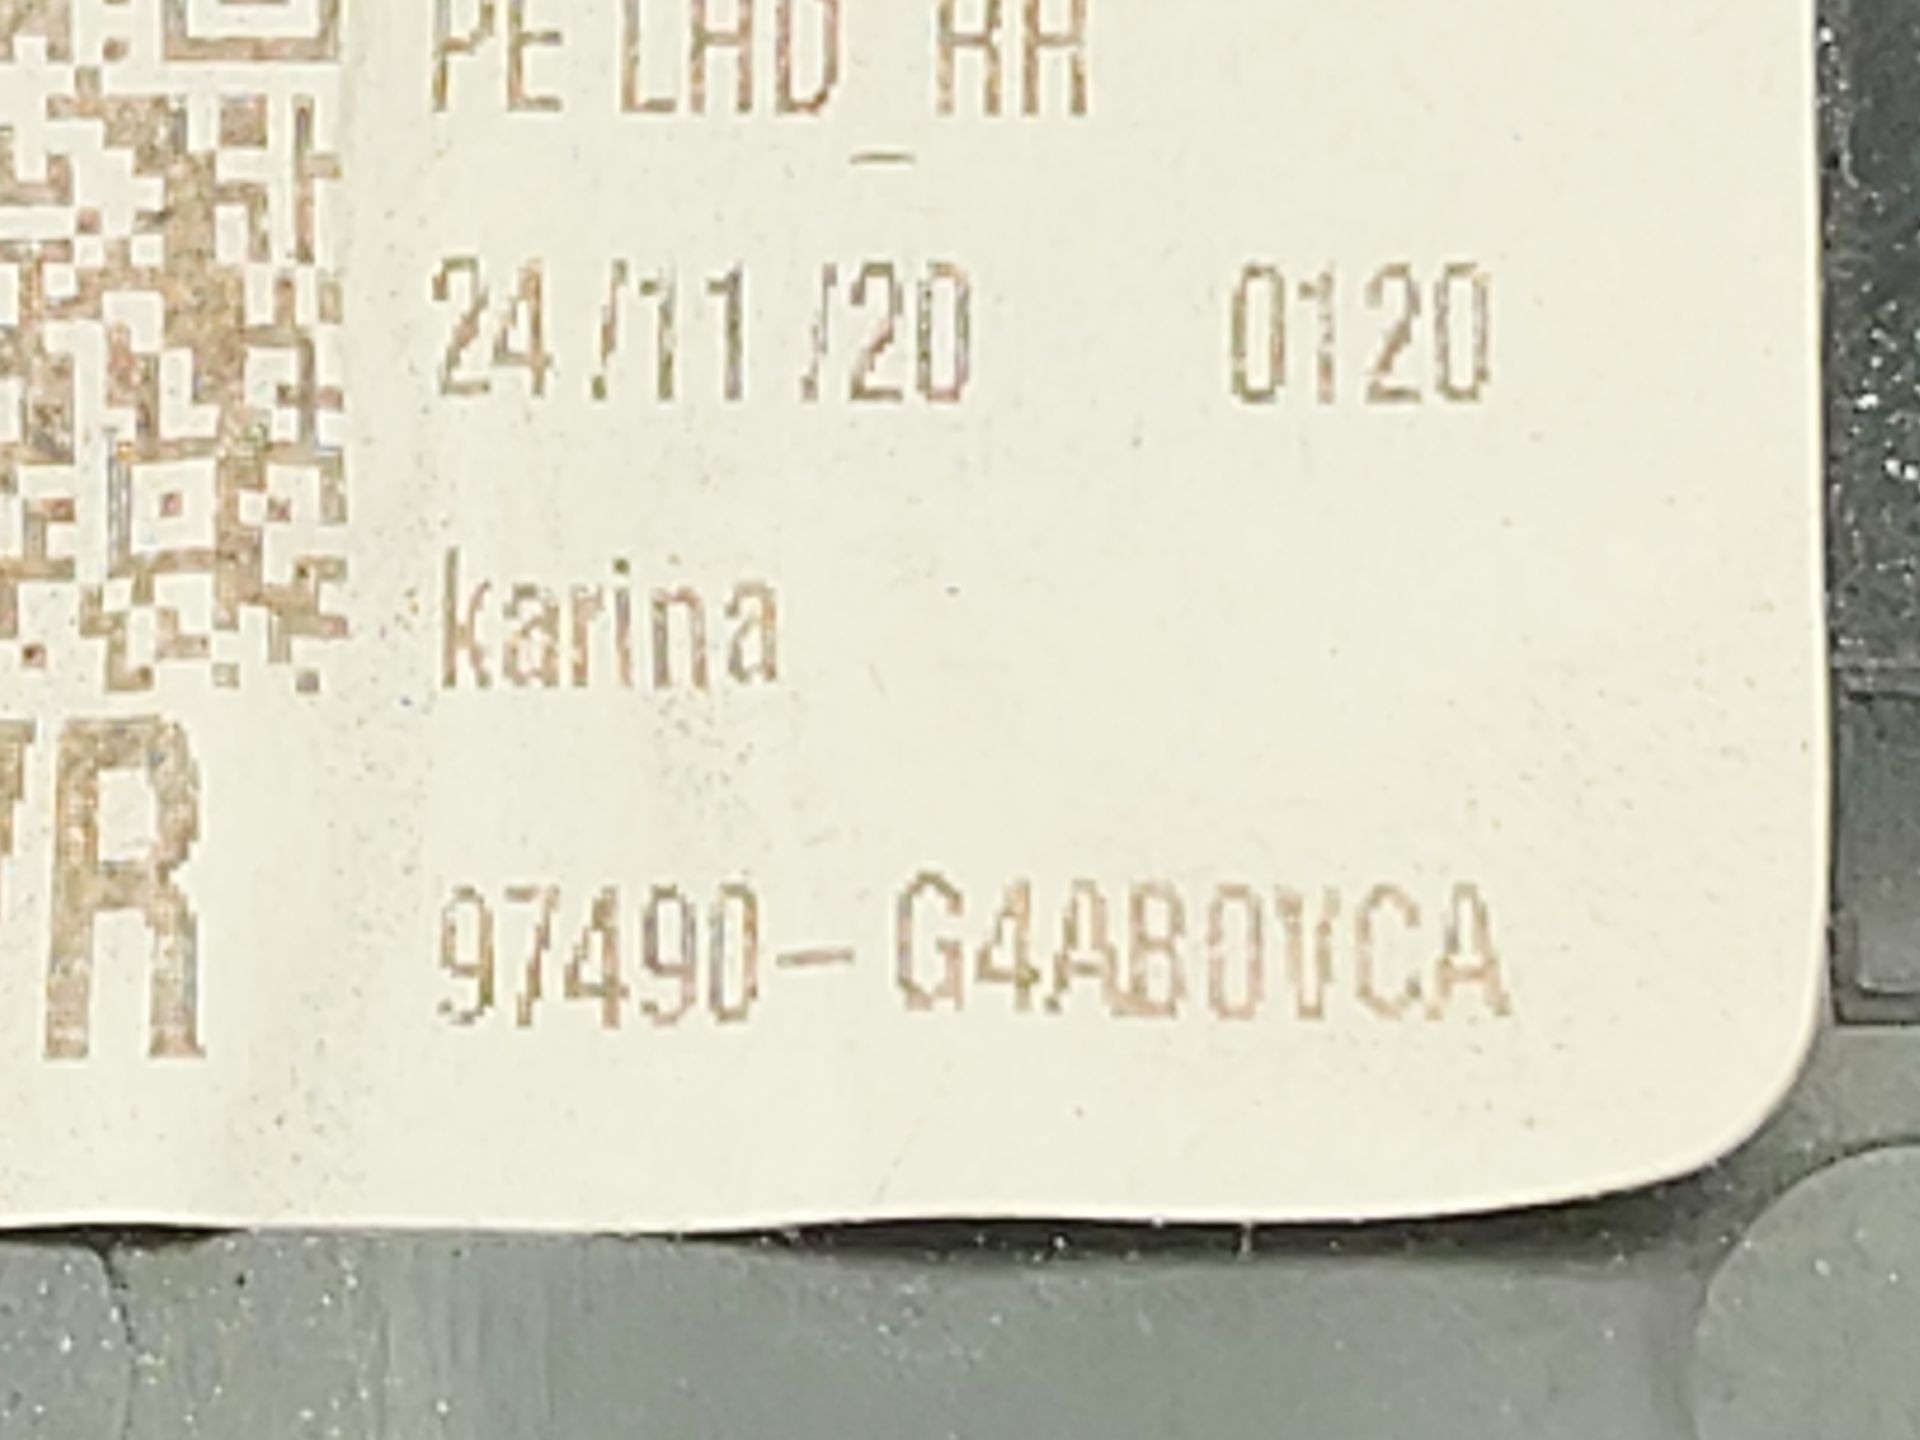 PE LHD_RH
24/11/20 0120
karina
R
97490-G4AB0VCA